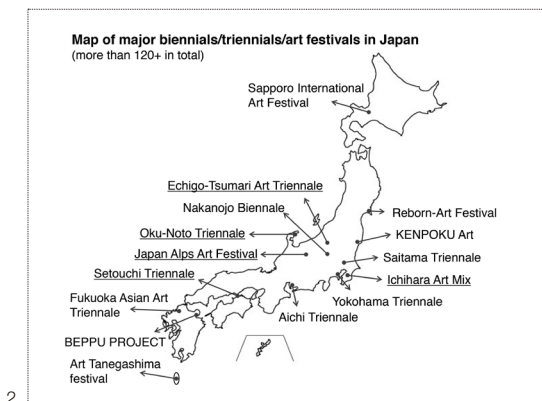 Map of major biennials/triennials/art festivals in Japan
(more than 120+ in total)
Sapporo International
Art Festival
Echigo-Tsumari Art Triennale
Nakanojo Biennale
Oku-Noto Triennale
Japan Alps Art Festival
Setouchi Triennale
Fukuoka Asian Art
Triennale
BEPPU PROJECT
Art Tanegashima
festival
Reborn-Art Festival
KENPOKU Art
Saitama Triennale
Ichihara Art Mix
Yokohama Triennale
Aichi Triennale
2